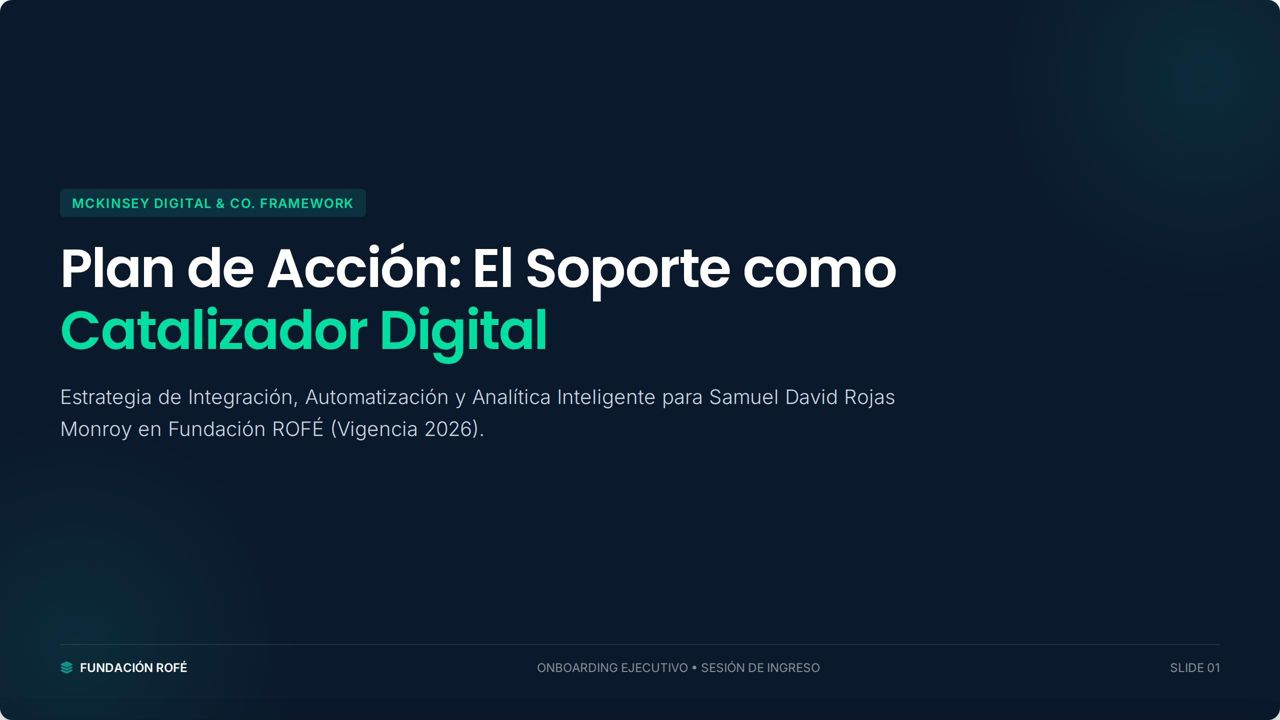 MCKINSEY DIGITAL & CO. FRAMEWORK
Plan de Acción: El Soporte como
Catalizador Digital
Estrategia de Integración, Automatización y Analítica Inteligente para Samuel David Rojas
Monroy en Fundación ROFÉ (Vigencia 2026).
FUNDACIÓN ROFÉ
ONBOARDING EJECUTIVO • SESIÓN DE INGRESO
SLIDE 01